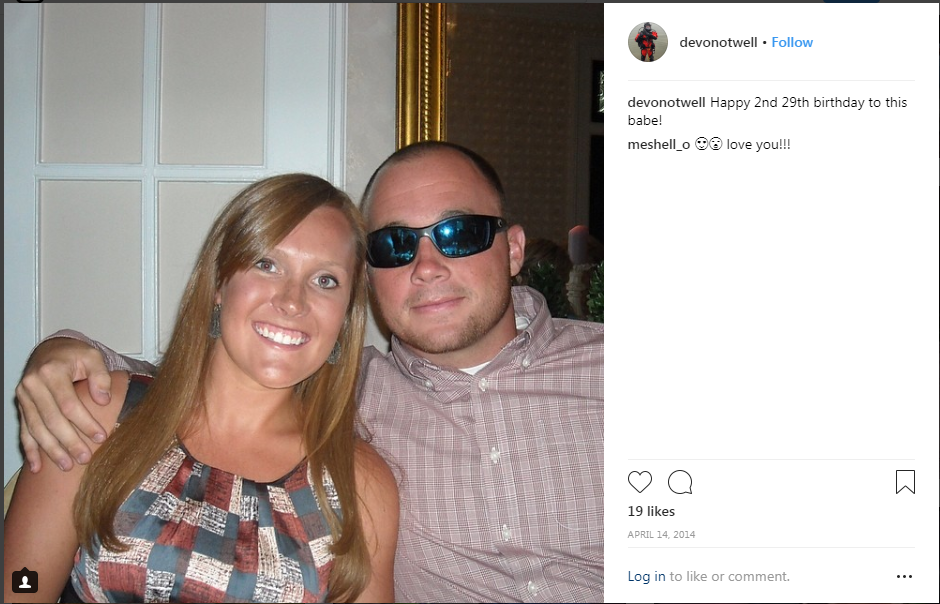 devonotwell • Follow
devonotwell Happy 2nd 29th birthday to this
babe!
meshell_o 😍😘 love you!!!
19 likes
APRIL 14, 2014
Log in to like or comment.